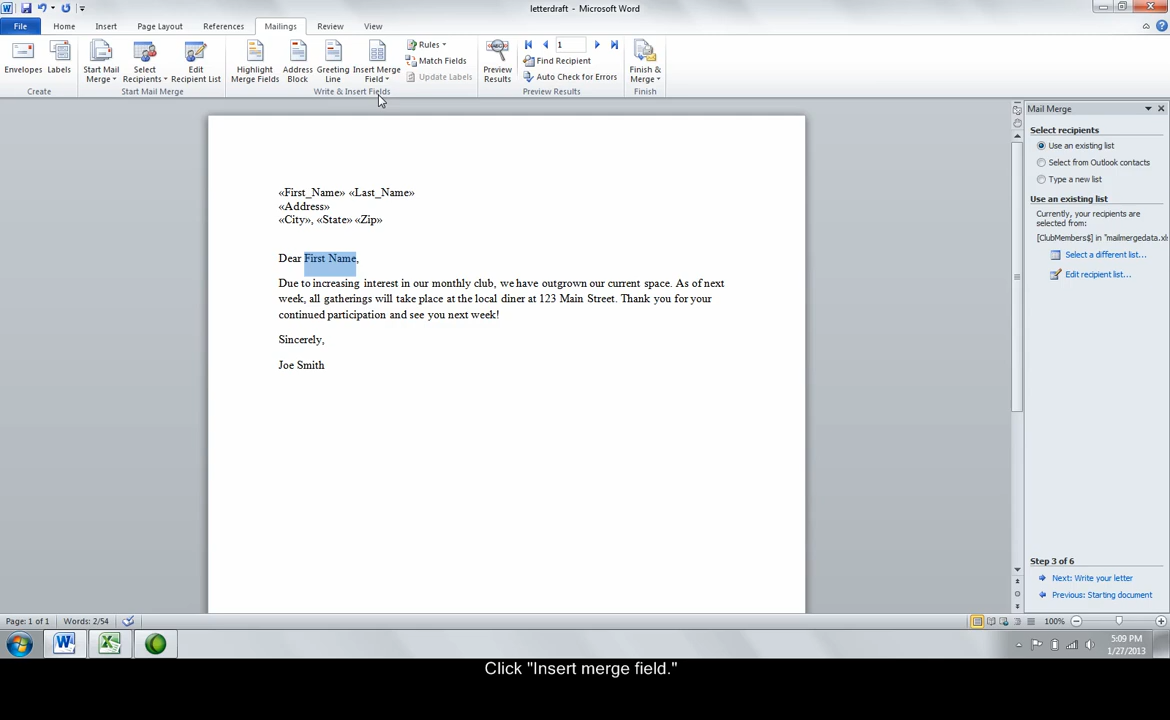 letterdraft - Microsoft Word
File Home Insert Page Layout References Mailings Review View
Envelopes Labels Start Mail Merge Select Recipients Edit Recipient List Highlight Merge Fields Address Block Greeting Line Insert Merge Field Rules Match Fields Update Labels Preview Results 1 Find Recipient Auto Check for Errors Finish & Merge
Create Start Mail Merge Write & Insert Fields Preview Results Finish
«First_Name» «Last_Name»
«Address»
«City», «State» «Zip»
Dear First Name,
Due to increasing interest in our monthly club, we have outgrown our current space. As of next
week, all gatherings will take place at the local diner at 123 Main Street. Thank you for your
continued participation and see you next week!
Sincerely,
Joe Smith
Mail Merge
Select recipients
Use an existing list
Select from Outlook contacts
Type a new list
Use an existing list
Currently, your recipients are
selected from:
[ClubMembers$] in "mailmergedata.xls
Select a different list...
Edit recipient list...
Step 3 of 6
Next: Write your letter
Previous: Starting document
Page: 1 of 1 Words: 2/54 100%
5:09 PM
1/27/2013
Click "Insert merge field."